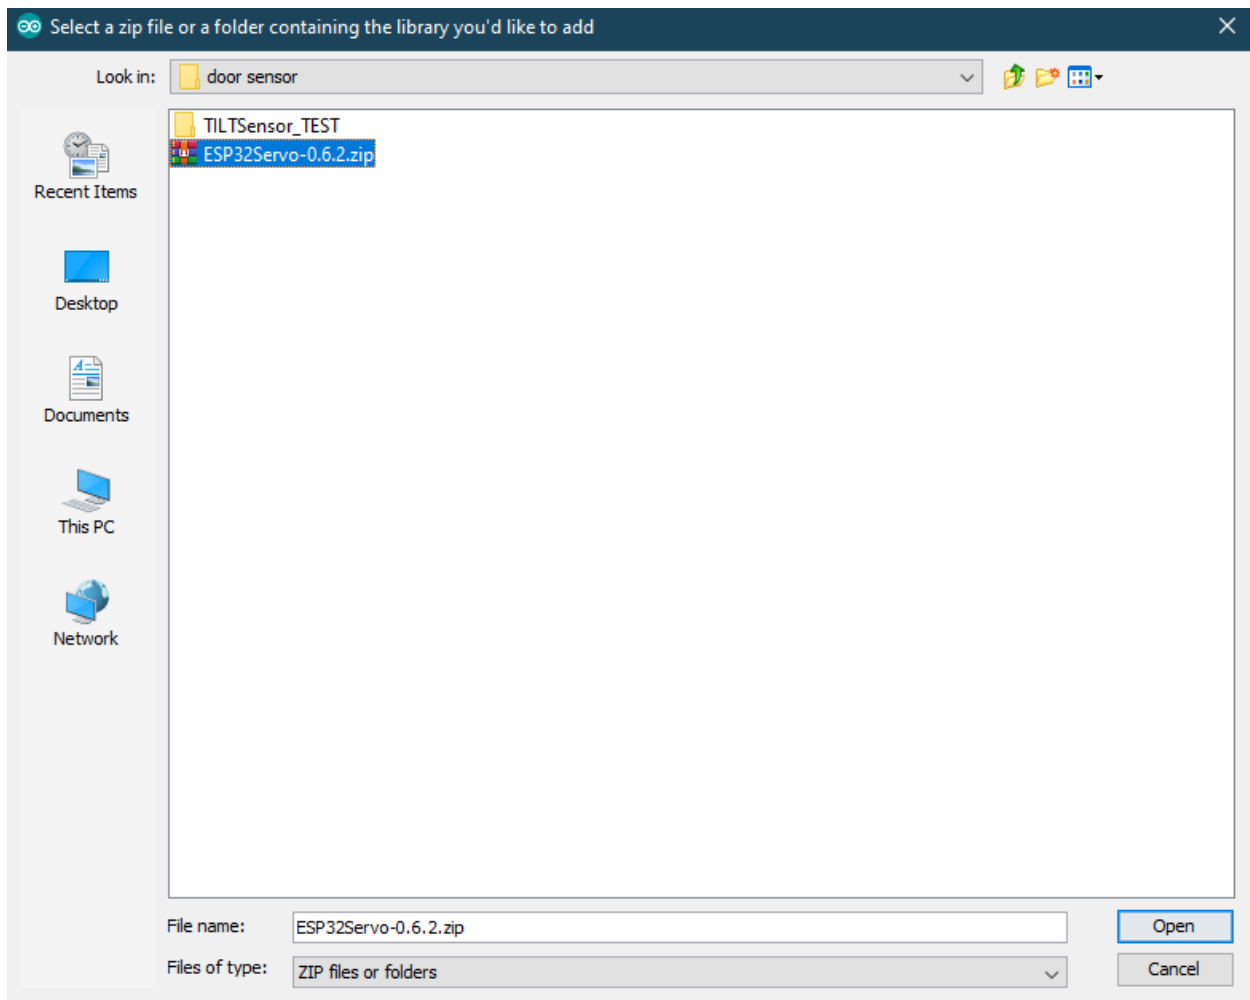 Select a zip file or a folder containing the library you'd like to add
Look in:
door sensor
TILTSensor_TEST
ESP32Servo-0.6.2.zip
Recent Items
Desktop
Documents
This PC
Network
File name:
ESP32Servo-0.6.2.zip
Open
Files of type:
ZIP files or folders
Cancel